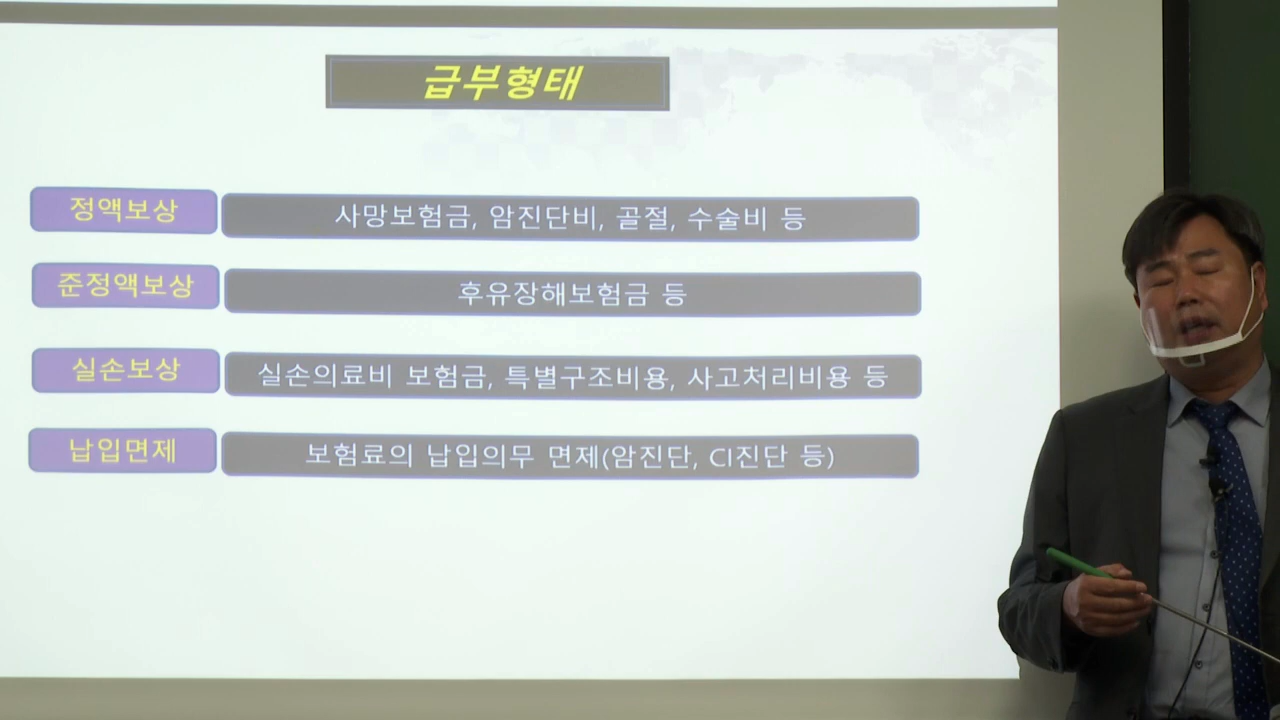 급부형태
정액보상 사망보험금, 암진단비, 골절, 수술비 등
준정액보상 후유장해보험금 등
실손보상 실손의료비 보험금, 특별구조비용, 사고처리비용 등
납입면제 보험료의 납입의무 면제(암진단, CI진단 등)